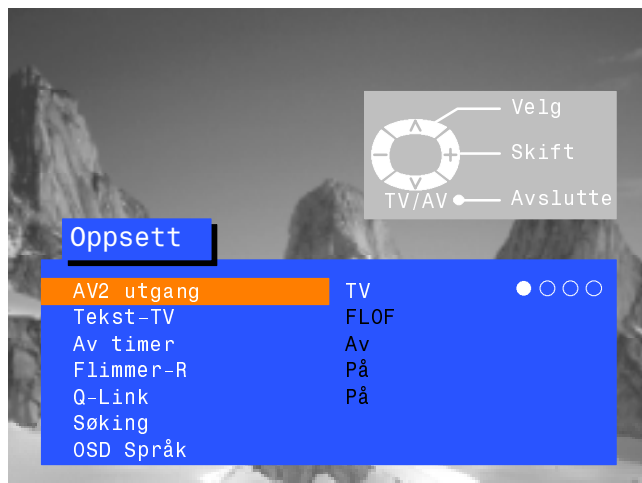 Velg
Skift
TV/AV Avslutte
Oppsett
AV2 utgang TV
Tekst-TV FLOF
Av timer Av
Flimmer-R På
Q-Link På
Søking
OSD Språk